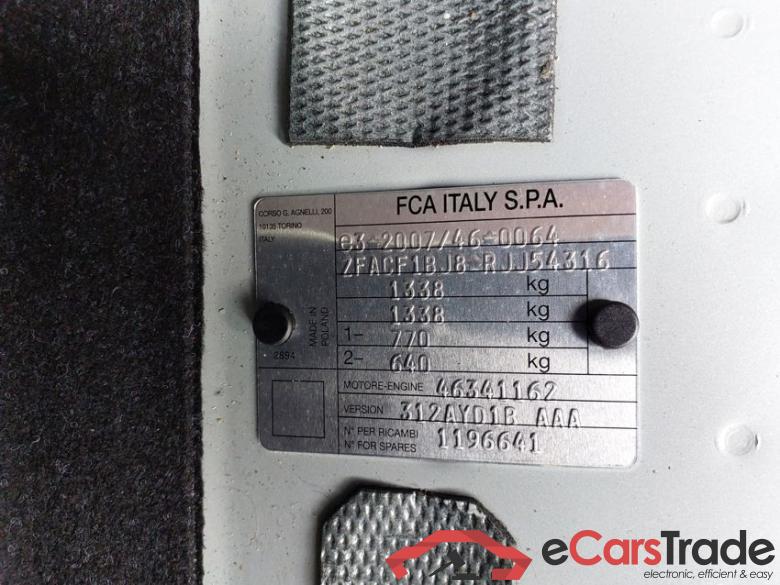 FCA ITALY S.P.A.
CORSO G. AGNELLI, 200
10135 TORINO
ITALY
e3-2007/46-0064
ZFACF1BJ8 RJJ54316
1338 kg
1338 kg
1- 770 kg
2- 640 kg
MADE IN
POLAND
2894
MOTORE-ENGINE 46341162
VERSION 312AYD1B AAA
N° PER RICAMBI
N° FOR SPARES 1196641
eCarsTrade
electronic, efficient & easy